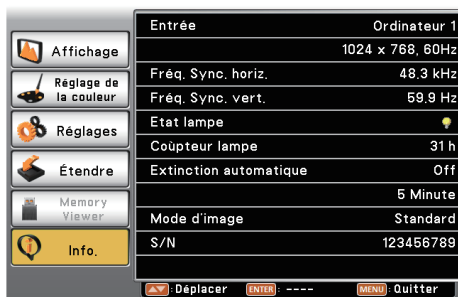 Affichage
Réglage de
la couleur
Réglages
Étendre
Memory
Viewer
Info.
Entrée Ordinateur 1
1024 x 768, 60Hz
Fréq. Sync. horiz. 48.3 kHz
Fréq. Sync. vert. 59.9 Hz
Etat lampe
Coùpteur lampe 31 h
Extinction automatique Off
5 Minute
Mode d'image Standard
S/N 123456789
:Déplacer ENTER : ---- MENU : Quitter